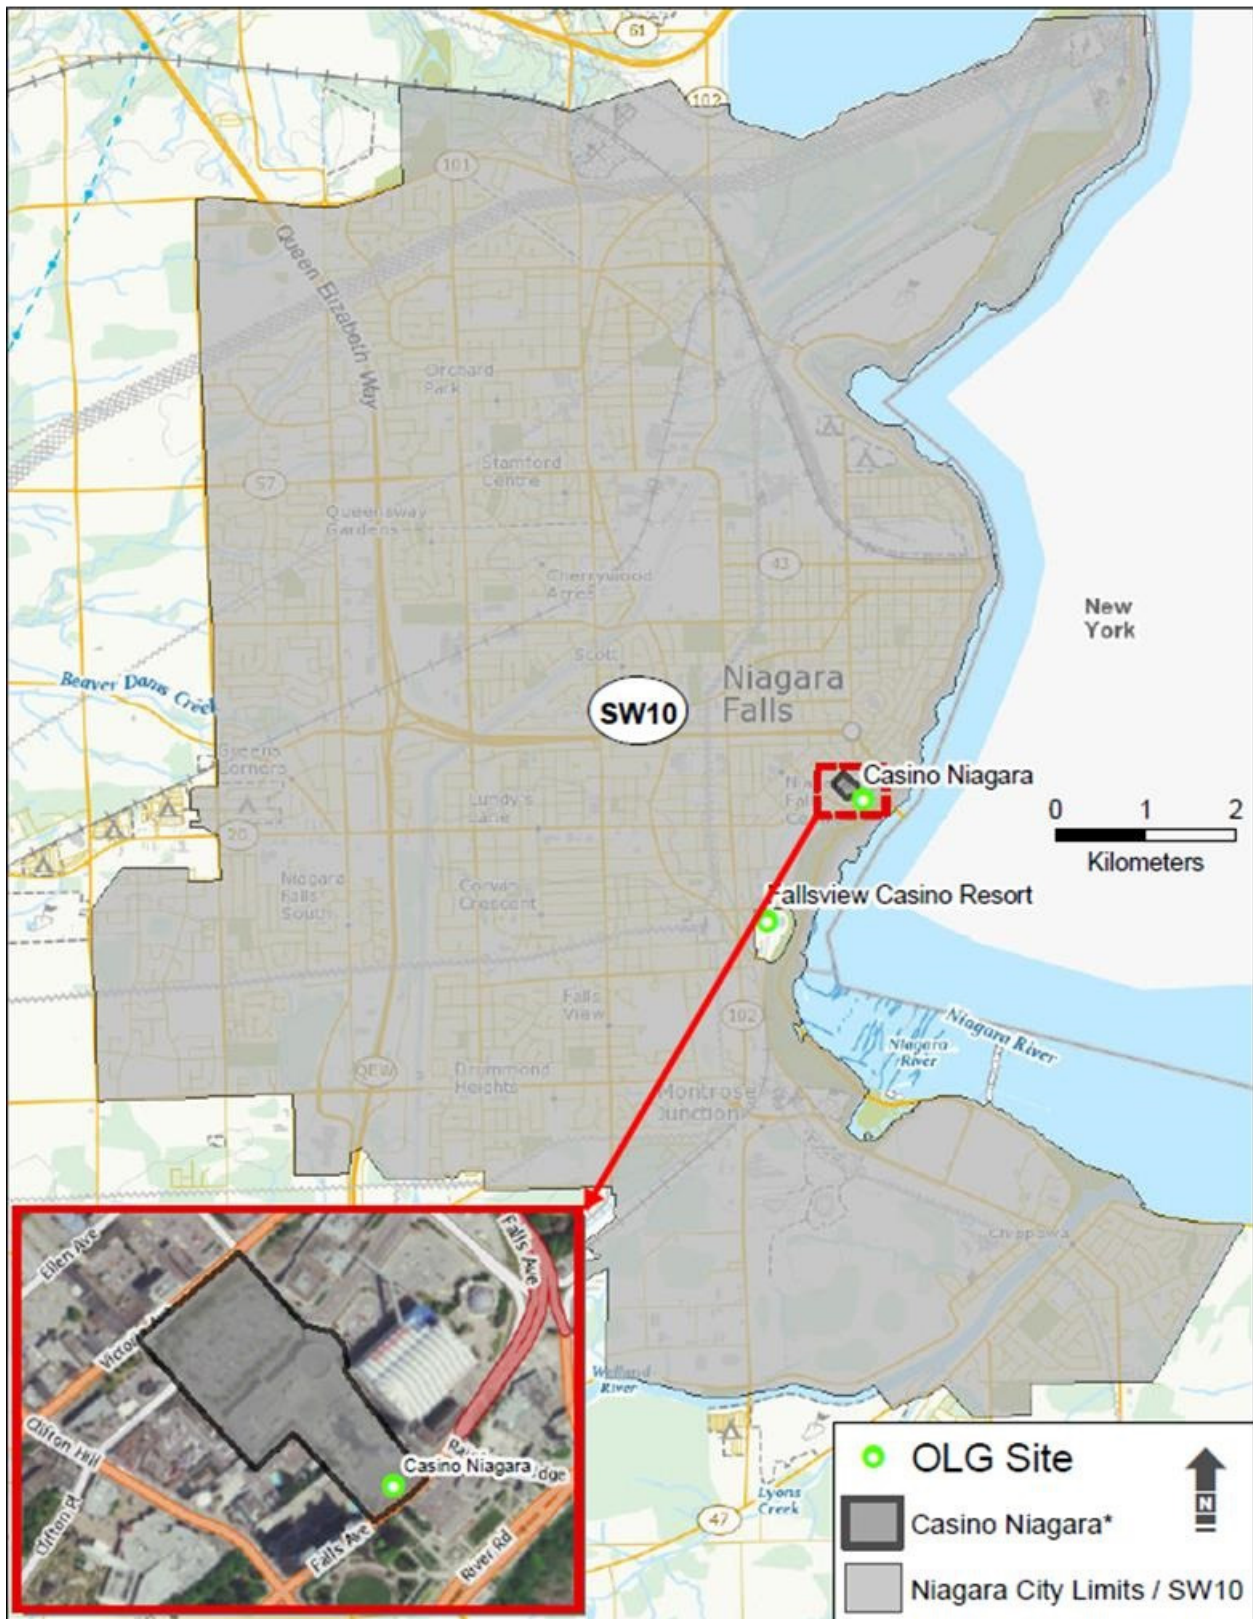 61
102
101
Queen Elizabeth Way
Orchard
Park
Stamford
Centre
57
Queensway
Gardens
43
Cherrywood
Acres
New
York
Scott
Niagara
Falls
SW10
Beaver Dams Creek
Queens
Corners
Casino Niagara
0 1 2
Kilometers
Lundy's
Lane
20
Niagara
Falls
South
Corwin
Crescent
Fallsview Casino Resort
Falls
View
102
Niagara River
Niagara
River
QEW
Drummond
Heights
Montrose
Junction
Chippawa
Ellen Ave
Falls Ave
Clifton Hill
Casino Niagara
Clifton Pl
Falls Ave
River Rd
Welland
River
Lyons
Creek
47
OLG Site
N
Casino Niagara*
Niagara City Limits / SW10